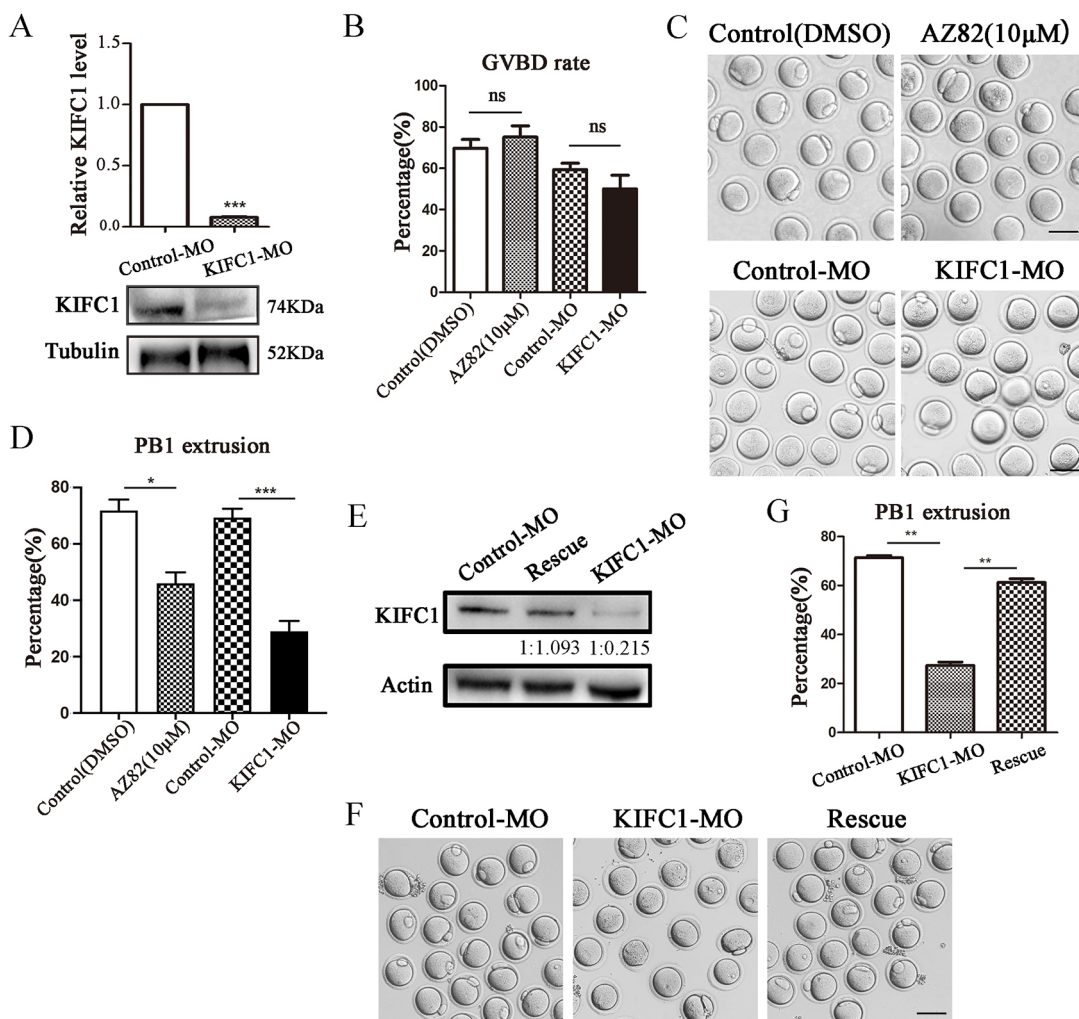 A
Relative KIFC1 level
1.5
1.0
0.5
0.0
***
Control-MO
KIFC1-MO
KIFC1
74KDa
Tubulin
52KDa
B
GVBD rate
Percentage(%)
100
80
60
40
20
0
ns
ns
Control(DMSO)
AZ82(10μM)
Control-MO
KIFC1-MO
C
Control(DMSO)
AZ82(10μM)
Control-MO
KIFC1-MO
D
PB1 extrusion
Percentage(%)
80
60
40
20
0
*
***
Control(DMSO)
AZ82(10μM)
Control-MO
KIFC1-MO
E
Control-MO
Rescue
KIFC1-MO
KIFC1
1:1.093 1:0.215
Actin
G
PB1 extrusion
Percentage(%)
80
60
40
20
0
**
**
Control-MO
KIFC1-MO
Rescue
F
Control-MO
KIFC1-MO
Rescue